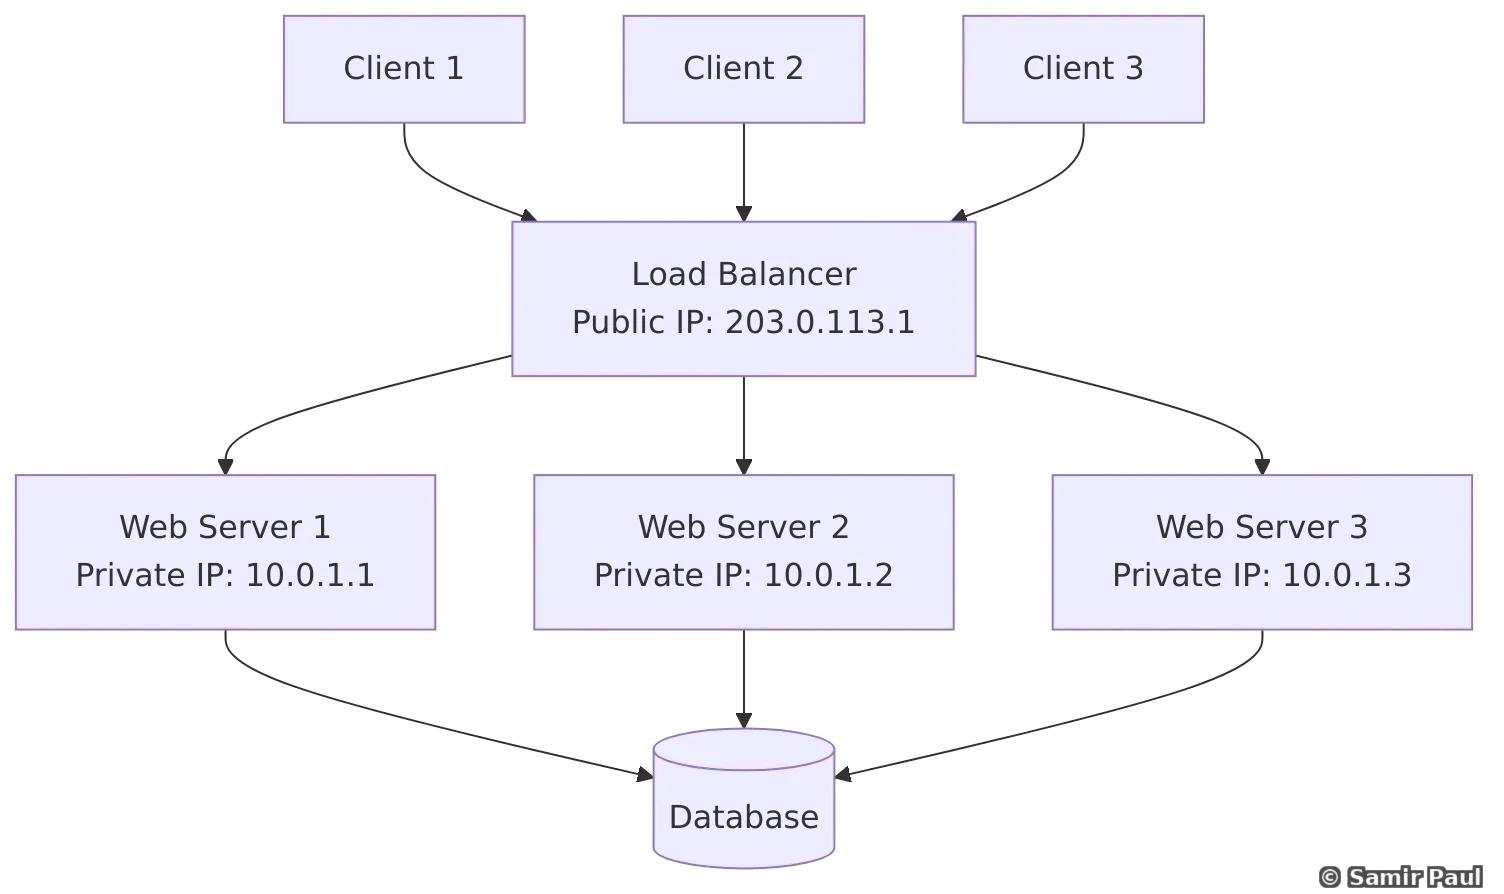 Client 1
Client 2
Client 3
Load Balancer
Public IP: 203.0.113.1
Web Server 1
Private IP: 10.0.1.1
Web Server 2
Private IP: 10.0.1.2
Web Server 3
Private IP: 10.0.1.3
Database
© Samir Paul